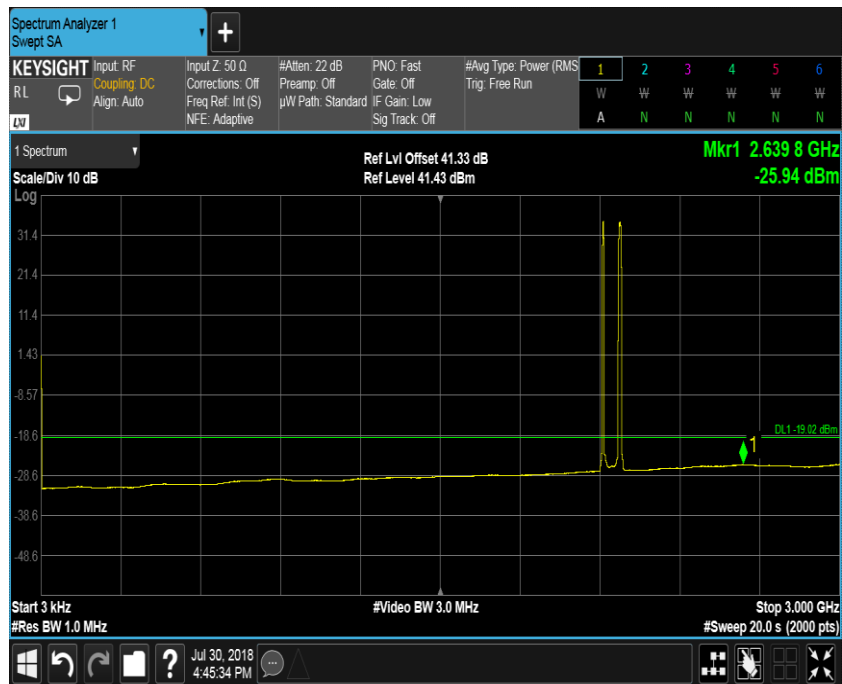 Spectrum Analyzer 1
Swept SA
+
KEYSIGHT
RL
LXI
Input: RF
Coupling: DC
Align: Auto
Input Z: 50 Ω
Corrections: Off
Freq Ref: Int (S)
NFE: Adaptive
#Atten: 22 dB
Preamp: Off
µW Path: Standard
PNO: Fast
Gate: Off
IF Gain: Low
Sig Track: Off
#Avg Type: Power (RMS
Trig: Free Run
1 2 3 4 5 6
W W W W W W
A N N N N N
1 Spectrum
Scale/Div 10 dB
Ref Lvl Offset 41.33 dB
Ref Level 41.43 dBm
Mkr1 2.639 8 GHz
-25.94 dBm
Log
31.4
21.4
11.4
1.43
-8.57
-18.6
-28.6
-38.6
-48.6
DL1 -19.02 dBm
1
Start 3 kHz
#Res BW 1.0 MHz
#Video BW 3.0 MHz
Stop 3.000 GHz
#Sweep 20.0 s (2000 pts)
?
Jul 30, 2018
4:45:34 PM